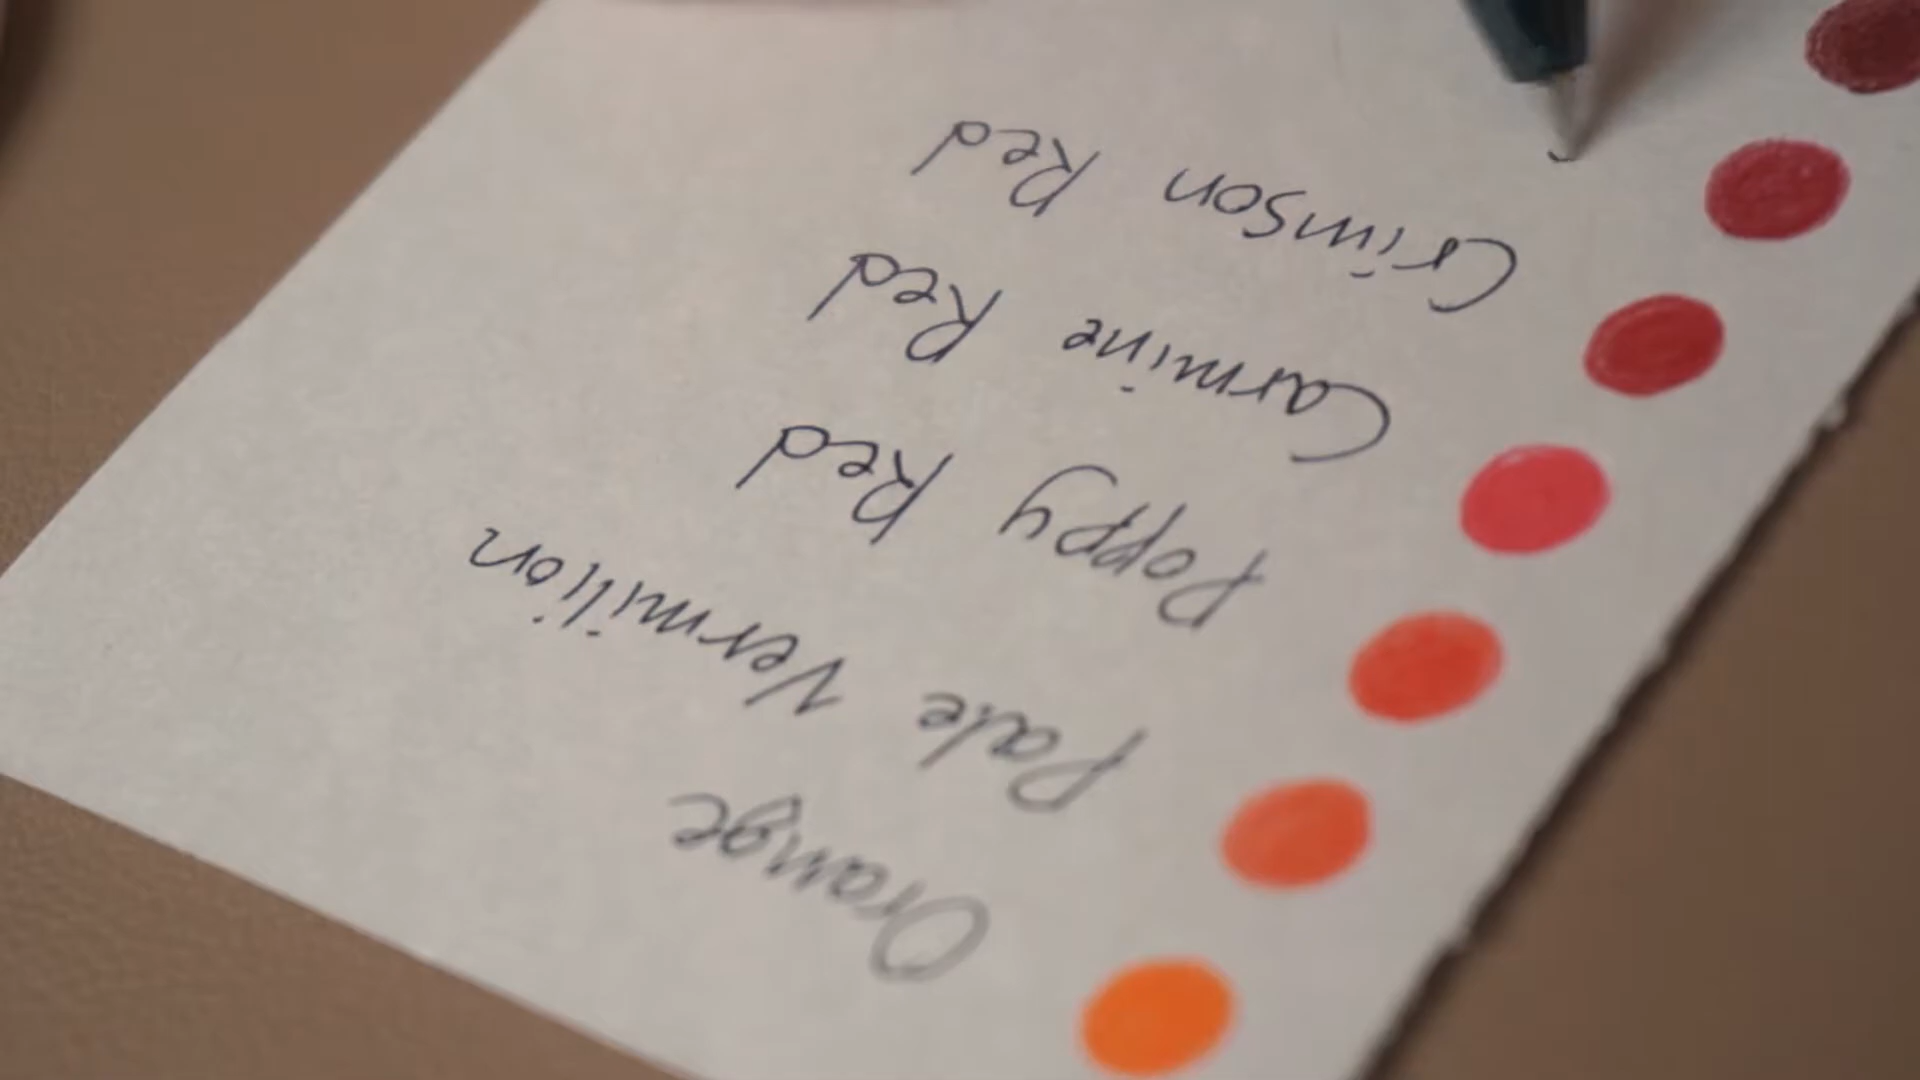 Orange
Pale Vermilion
Poppy Red
Carmine Red
Crimson Red